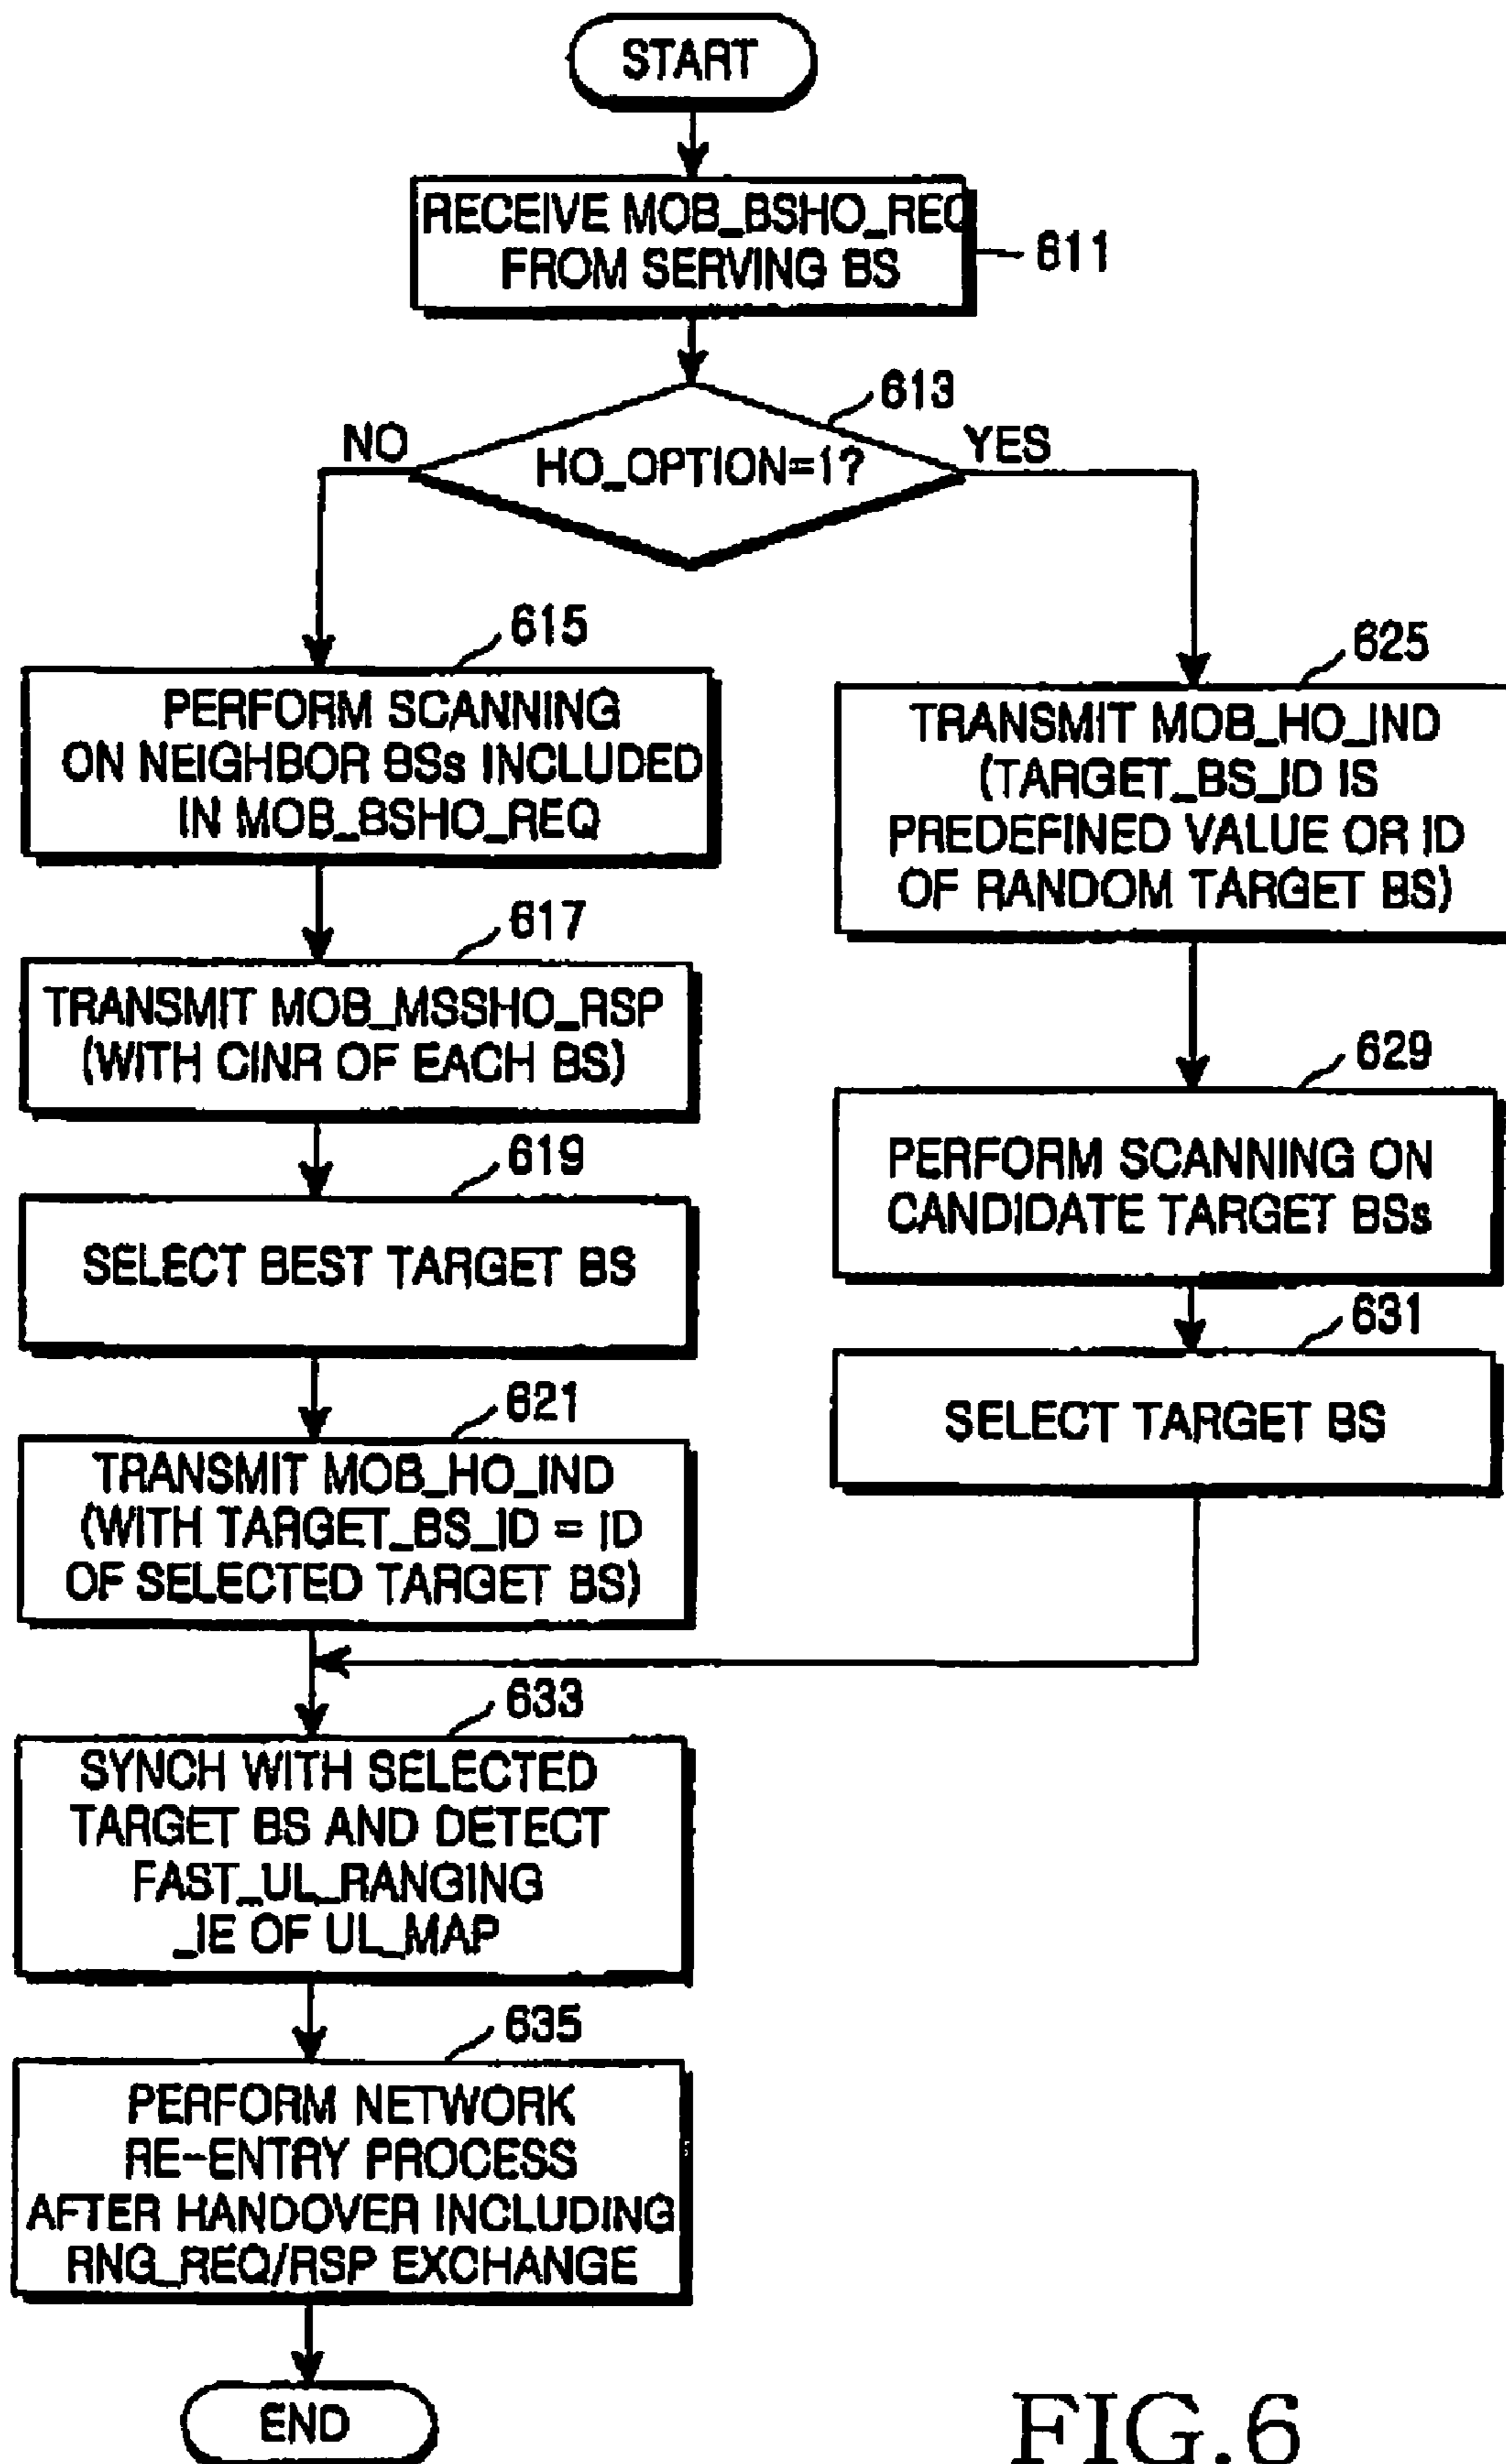 START
RECEIVE MOB_BSHO_REQ
FROM SERVING BS
611
613
HO_OPTION=1?
NO
YES
615
PERFORM SCANNING
ON NEIGHBOR BSs INCLUDED
IN MOB_BSHO_REQ
617
TRANSMIT MOB_MSSHO_RSP
(WITH CINR OF EACH BS)
619
SELECT BEST TARGET BS
621
TRANSMIT MOB_HO_IND
(WITH TARGET_BS_ID = ID
OF SELECTED TARGET BS)
625
TRANSMIT MOB_HO_IND
(TARGET_BS_ID IS
PREDEFINED VALUE OR ID
OF RANDOM TARGET BS)
629
PERFORM SCANNING ON
CANDIDATE TARGET BSs
631
SELECT TARGET BS
633
SYNCH WITH SELECTED
TARGET BS AND DETECT
FAST_UL_RANGING
_IE OF UL_MAP
635
PERFORM NETWORK
RE-ENTRY PROCESS
AFTER HANDOVER INCLUDING
RNG_REQ/RSP EXCHANGE
END
FIG.6